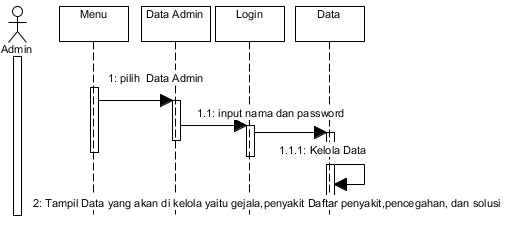 Menu
Data Admin
Login
Data
Admin
1: pilih Data Admin
1.1: input nama dan password
1.1.1: Kelola Data
2: Tampil Data yang akan di kelola yaitu gejala,penyakit Daftar penyakit,pencegahan, dan solusi